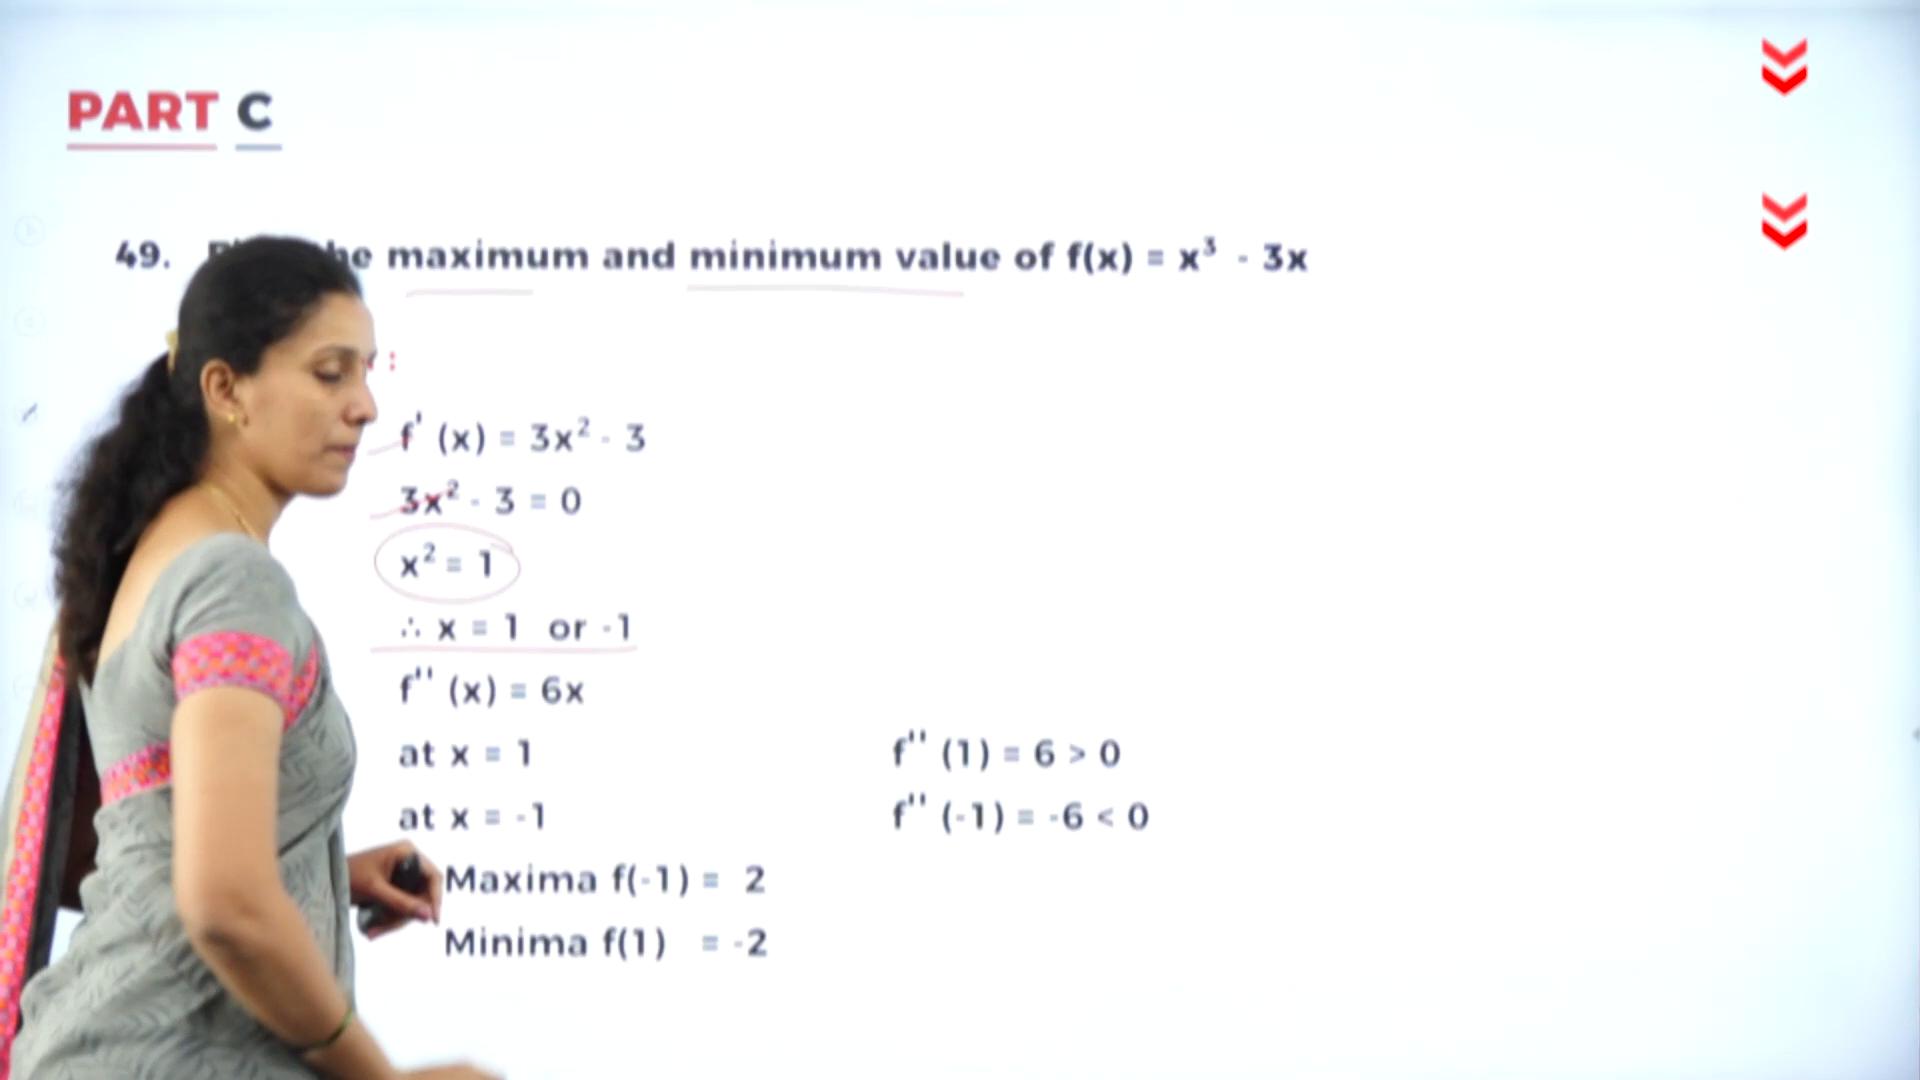 PART C
49. the maximum and minimum value of f(x) = x³ - 3x
:
f' (x) = 3x² - 3
3x² - 3 = 0
x² = 1
∴ x = 1 or -1
f'' (x) = 6x
at x = 1 f'' (1) = 6 > 0
at x = -1 f'' (-1) = -6 < 0
Maxima f(-1) = 2
Minima f(1) = -2